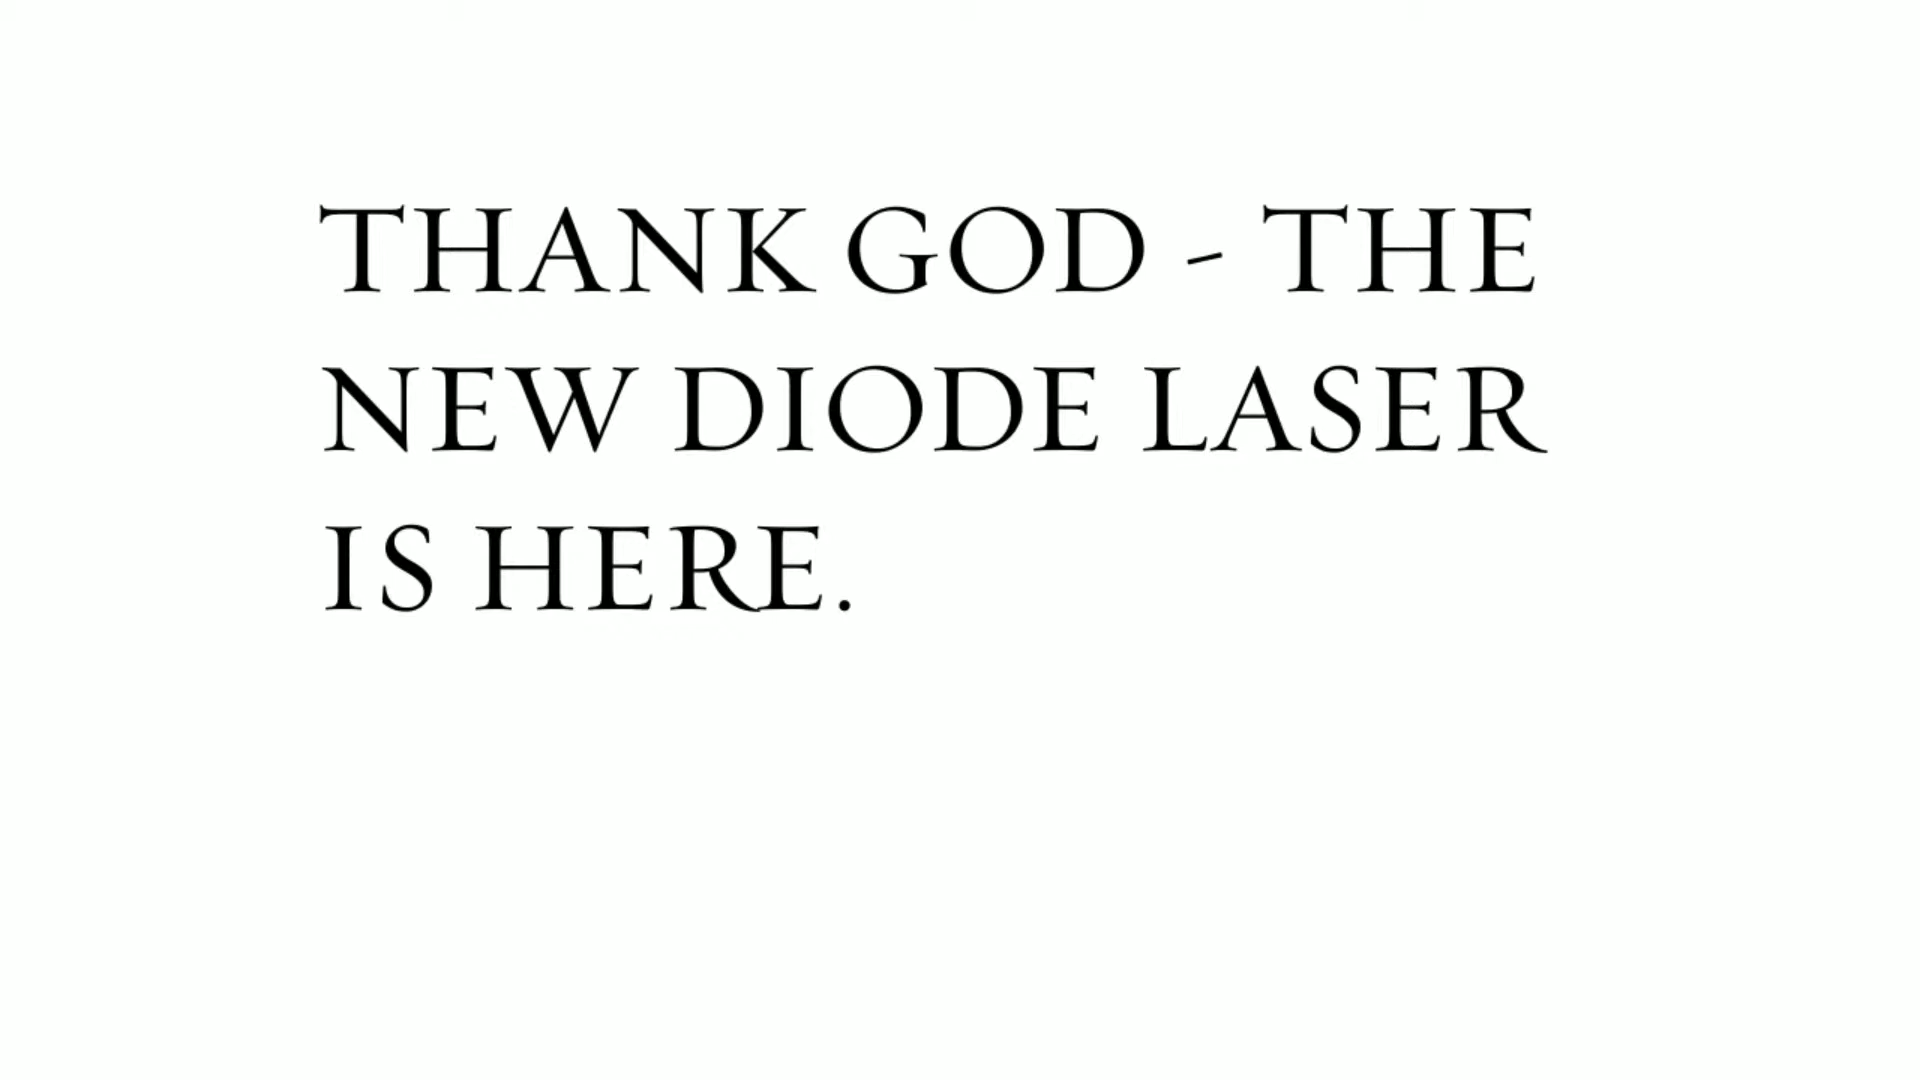 THANK GOD - THE
NEW DIODE LASER
IS HERE.